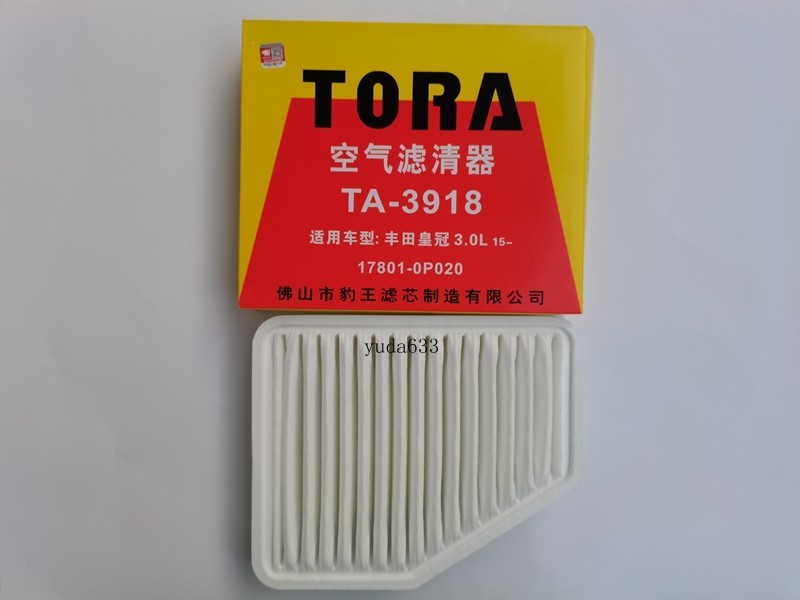 TORA
空气滤清器
TA-3918
适用车型: 丰田皇冠 3.0L 15-
17801-0P020
佛山市豹王滤芯制造有限公司
yuda633